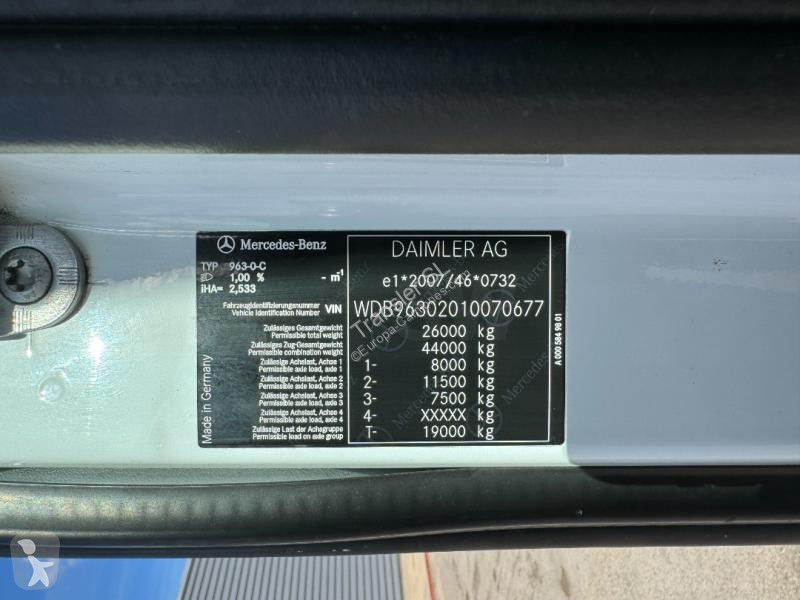 Mercedes-Benz
TYP 963-0-C
1,00 % - m⁻¹
iHA= 2,533
Fahrzeugidentifizierungsnummer
Vehicle Identification Number VIN
Zulässiges Gesamtgewicht
Permissible total weight
Zulässiges Zug-Gesamtgewicht
Permissible combination weight
Zulässige Achslast, Achse 1
Permissible axle load, axle 1
Zulässige Achslast, Achse 2
Permissible axle load, axle 2
Zulässige Achslast, Achse 3
Permissible axle load, axle 3
Zulässige Achslast, Achse 4
Permissible axle load, axle 4
Zulässige Last der Achsgruppe
Permissible load on axle group
Made in Germany
DAIMLER AG
e1*2007/46*0732
WDB96302010070677
26000 kg
44000 kg
1- 8000 kg
2- 11500 kg
3- 7500 kg
4- XXXXX kg
T- 19000 kg
A 000 584 98 01
Transaler SL